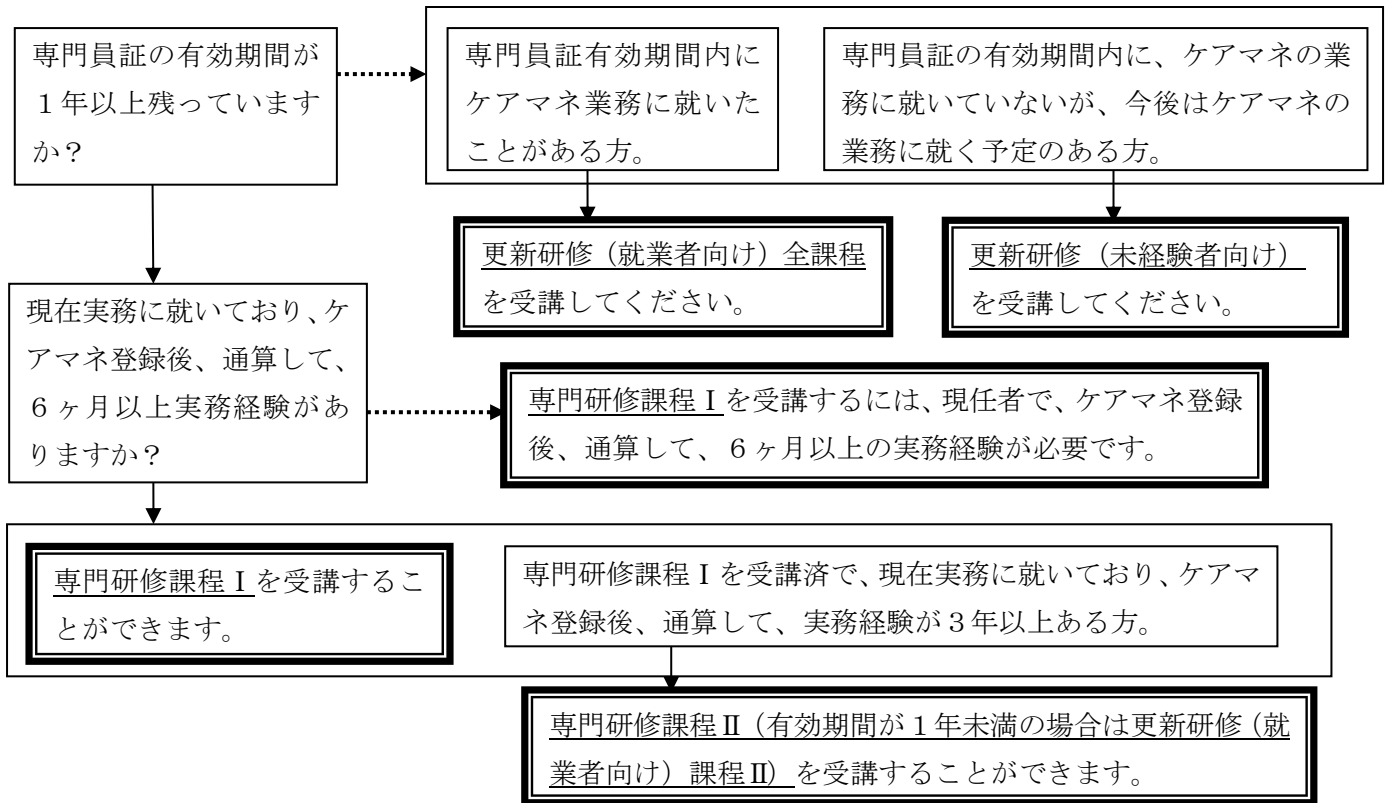 専門員証の有効期間が
１年以上残っています
か？
専門員証有効期間内に
ケアマネ業務に就いた
ことがある方。
専門員証の有効期間内に、ケアマネの業
務に就いていないが、今後はケアマネの
業務に就く予定のある方。
更新研修（就業者向け）全課程
を受講してください。
更新研修（未経験者向け）
を受講してください。
現在実務に就いており、ケ
アマネ登録後、通算して、
６ヶ月以上実務経験があ
りますか？
専門研修課程Ⅰを受講するには、現任者で、ケアマネ登録
後、通算して、６ヶ月以上の実務経験が必要です。
専門研修課程Ⅰを受講するこ
とができます。
専門研修課程Ⅰを受講済で、現在実務に就いており、ケアマ
ネ登録後、通算して、実務経験が３年以上ある方。
専門研修課程Ⅱ（有効期間が１年未満の場合は更新研修（就
業者向け）課程Ⅱ）を受講することができます。